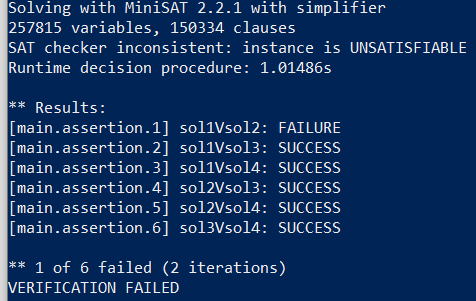 Solving with MiniSAT 2.2.1 with simplifier
257815 variables, 150334 clauses
SAT checker inconsistent: instance is UNSATISFIABLE
Runtime decision procedure: 1.01486s

** Results:
[main.assertion.1] sol1Vsol2: FAILURE
[main.assertion.2] sol1Vsol3: SUCCESS
[main.assertion.3] sol1Vsol4: SUCCESS
[main.assertion.4] sol2Vsol3: SUCCESS
[main.assertion.5] sol2Vsol4: SUCCESS
[main.assertion.6] sol3Vsol4: SUCCESS

** 1 of 6 failed (2 iterations)
VERIFICATION FAILED